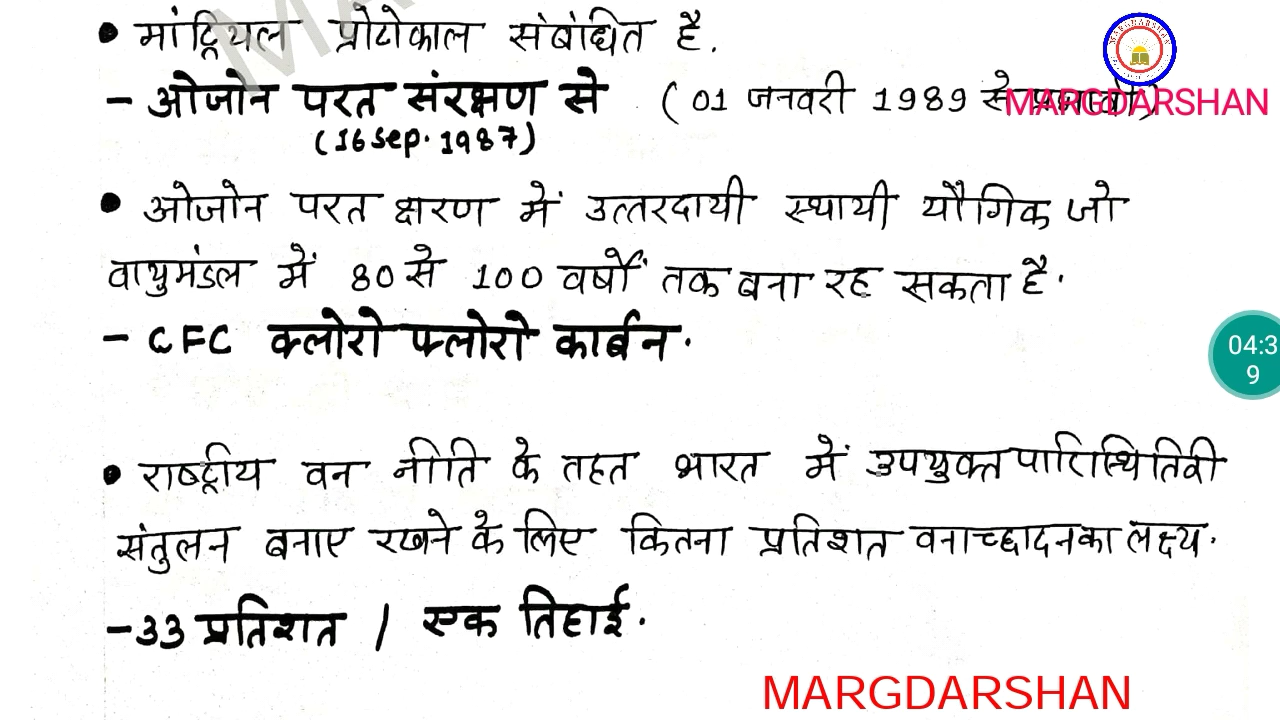 • मांट्रियल प्रोटोकाल संबंधित है.
- ओजोन परत संरक्षण से (01 जनवरी 1989 से
MARGDARSHAN
(16 sep. 1987)
• ओजोन परत क्षरण में उत्तरदायी स्थायी यौगिक जो
वायुमंडल में 80 से 100 वर्षों तक बना रह सकता है.
- CFC क्लोरो फ्लोरो कार्बन.
04:3
9
• राष्ट्रीय वन नीति के तहत भारत में उपयुक्त पारिस्थितिकी
संतुलन बनाए रखने के लिए कितना प्रतिशत वनाच्छादन का लक्ष्य.
- 33 प्रतिशत / एक तिहाई.
MARGDARSHAN